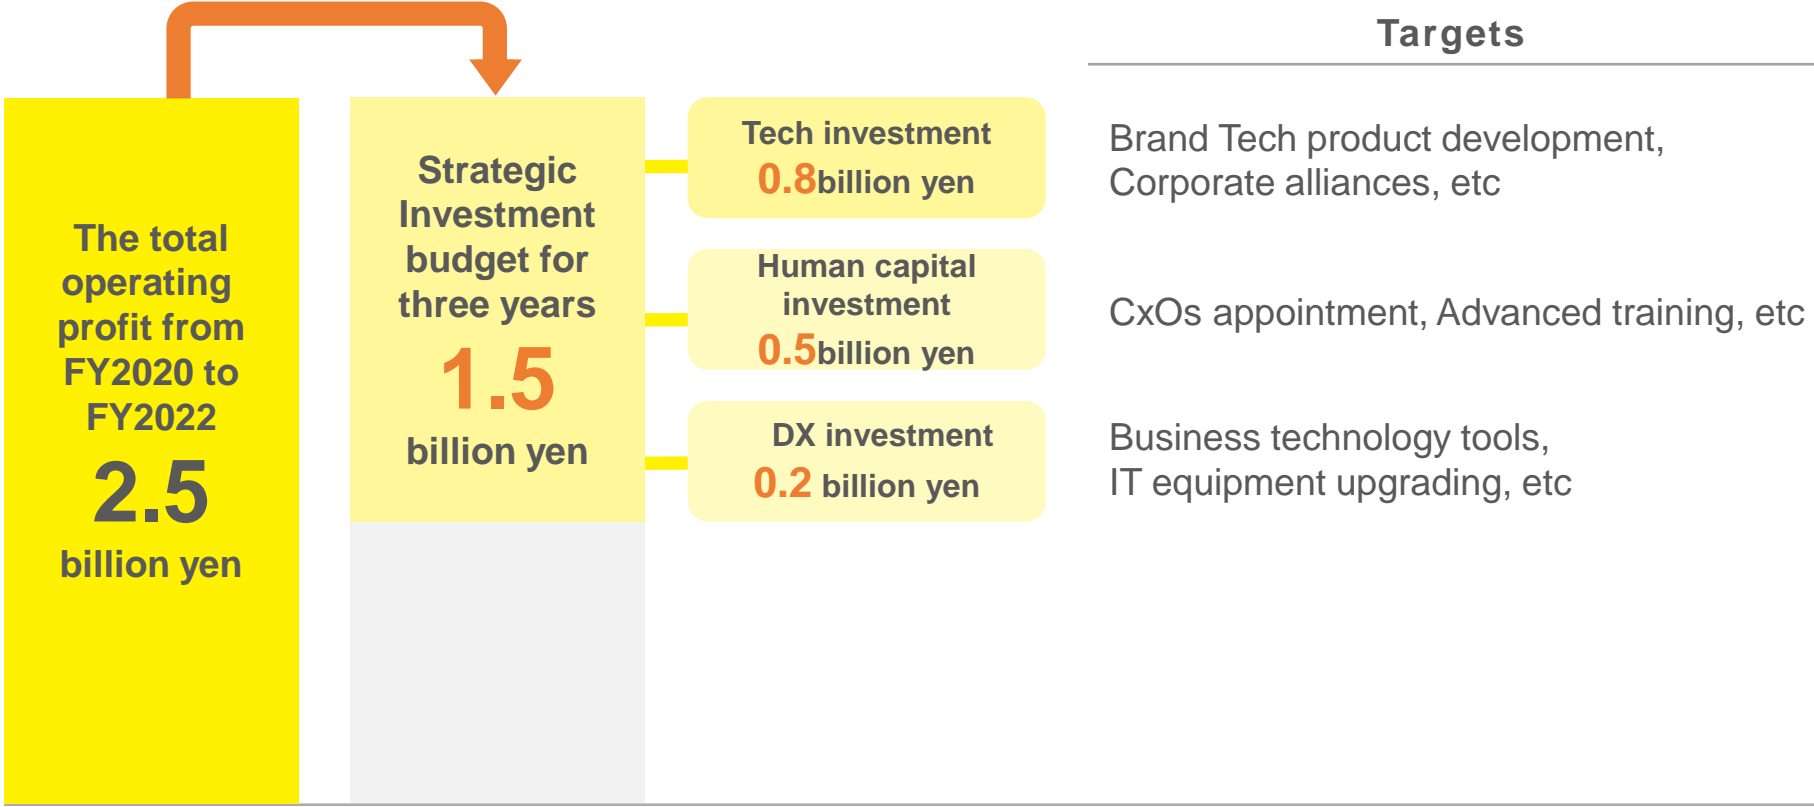 Targets
The total
operating
profit from
FY2020 to
FY2022
2.5
billion yen
Strategic
Investment
budget for
three years
1.5
billion yen
Tech investment
0.8billion yen
Brand Tech product development,
Corporate alliances, etc
Human capital
investment
0.5billion yen
CxOs appointment, Advanced training, etc
DX investment
0.2 billion yen
Business technology tools,
IT equipment upgrading, etc